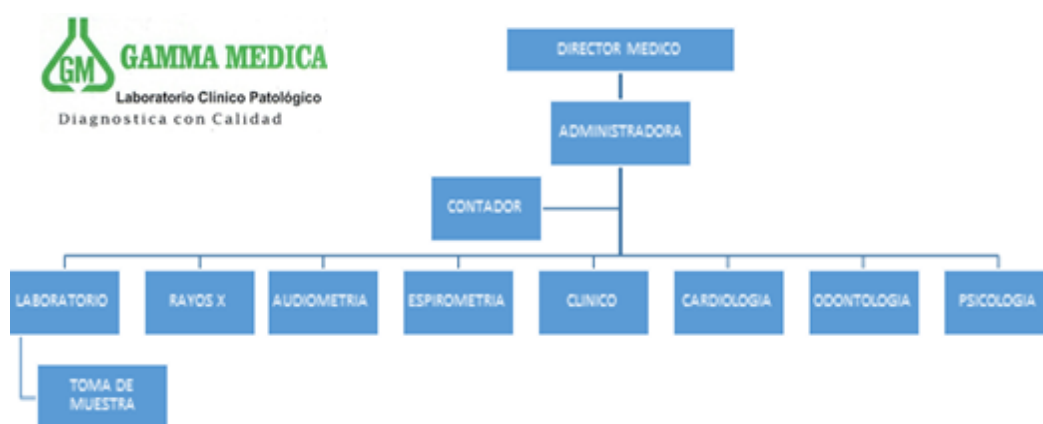 GM
GAMMA MEDICA
Laboratorio Clinico Patológico
Diagnostica con Calidad
DIRECTOR MEDICO
ADMINISTRADORA
CONTADOR
LABORATORIO
RAYOS X
AUDIOMETRIA
ESPIROMETRIA
CLINICO
CARDIOLOGIA
ODONTOLOGIA
PSICOLOGIA
TOMA DE
MUESTRA